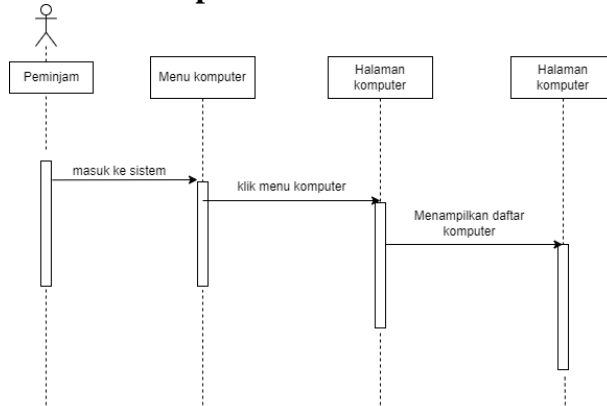 Peminjam
Menu komputer
Halaman
komputer
Halaman
komputer
masuk ke sistem
klik menu komputer
Menampilkan daftar
komputer